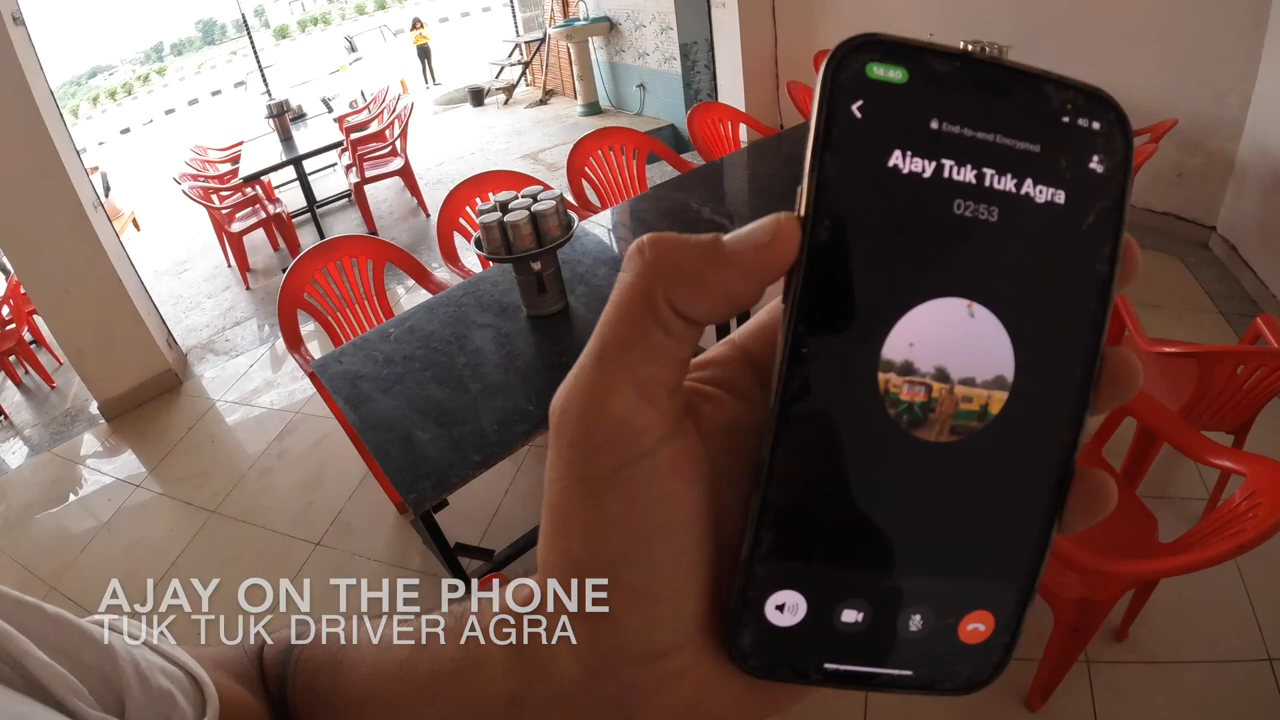 14:40
40
End-to-end Encrypted
Ajay Tuk Tuk Agra
02:53
AJAY ON THE PHONE
TUK TUK DRIVER AGRA